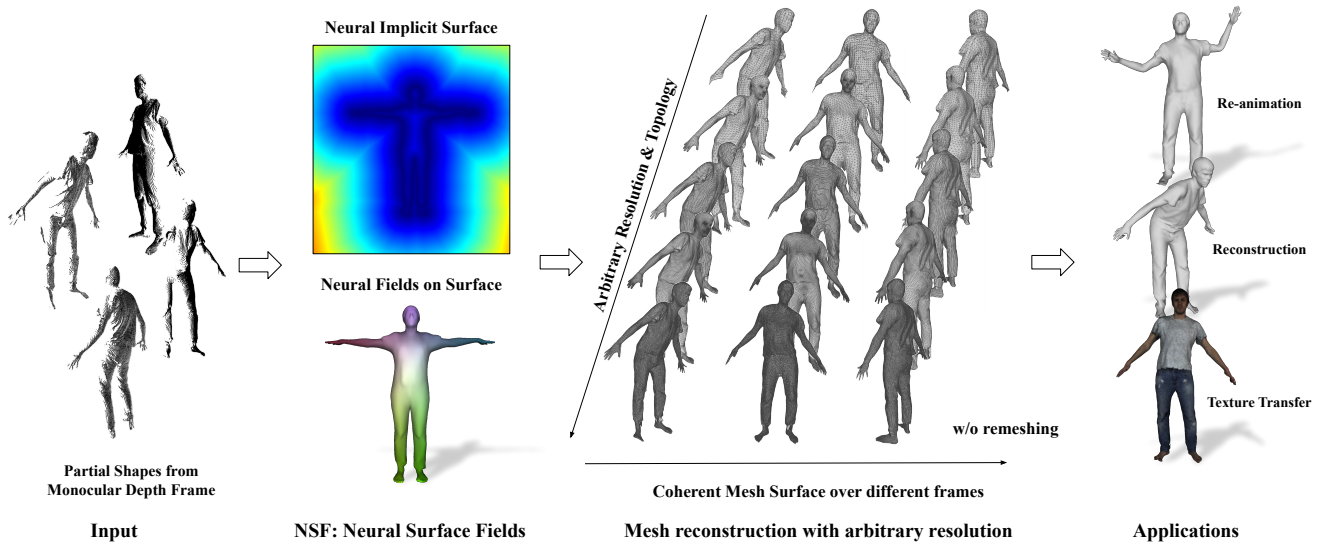 Partial Shapes from
Monocular Depth Frame
Input
Neural Implicit Surface
Neural Fields on Surface
NSF: Neural Surface Fields
Arbitrary Resolution & Topology
w/o remeshing
Coherent Mesh Surface over different frames
Mesh reconstruction with arbitrary resolution
Re-animation
Reconstruction
Texture Transfer
Applications